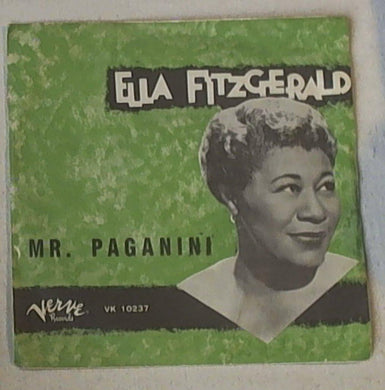 ELLA FITZGERALD
MR. PAGANINI
Verve
Records
VK 10237